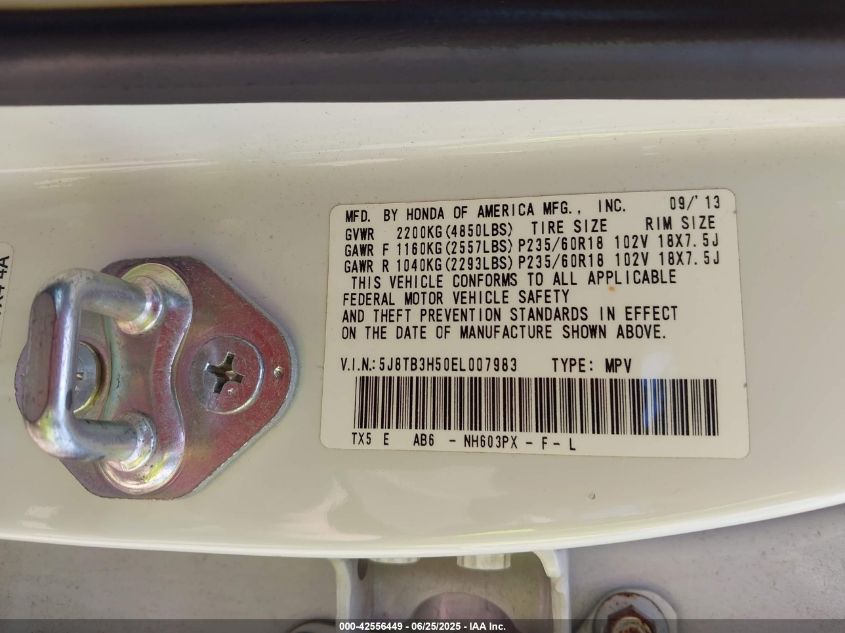 MFD. BY HONDA OF AMERICA MFG., INC. 09/'13
GVWR 2200KG(4850LBS) TIRE SIZE RIM SIZE
GAWR F 1160KG(2557LBS) P235/60R18 102V 18X7.5J
GAWR R 1040KG(2293LBS) P235/60R18 102V 18X7.5J
THIS VEHICLE CONFORMS TO ALL APPLICABLE
FEDERAL MOTOR VEHICLE SAFETY
AND THEFT PREVENTION STANDARDS IN EFFECT
ON THE DATE OF MANUFACTURE SHOWN ABOVE.
V.I.N.: 5J8TB3H50EL007983 TYPE: MPV
TX5 E AB6 - NH603PX - F - L
000-42556449 - 06/25/2025 - IAA Inc.